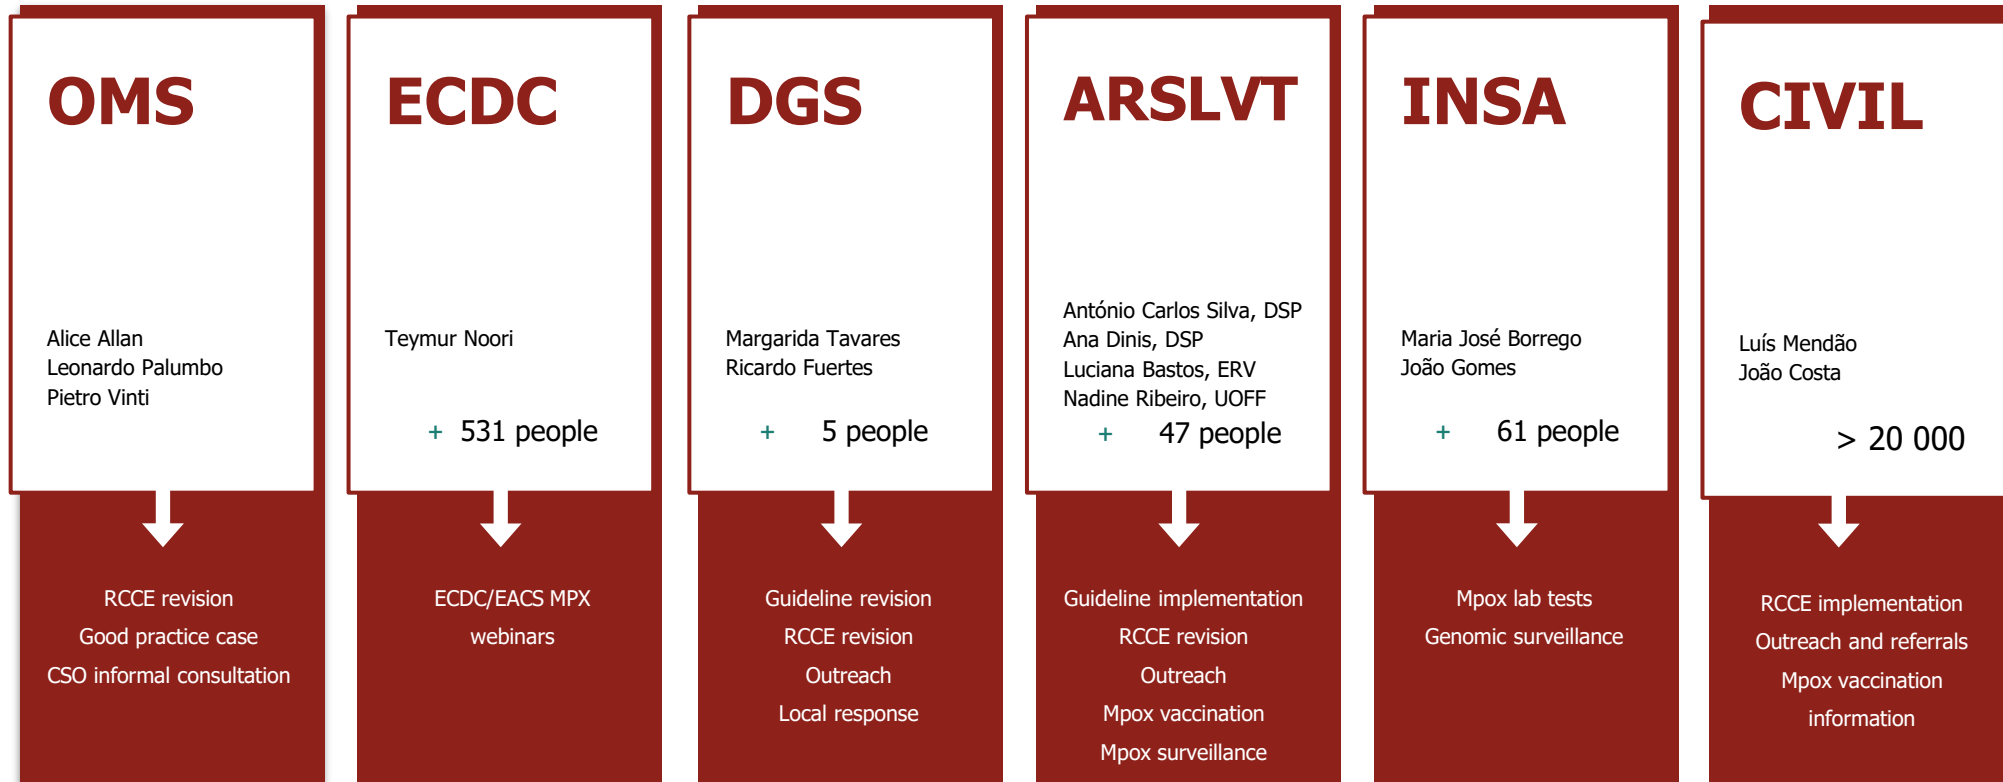 OMS
Alice Allan
Leonardo Palumbo
Pietro Vinti
RCCE revision
Good practice case
CSO informal consultation
ECDC
Teymur Noori
+ 531 people
ECDC/EACS MPX
webinars
DGS
Margarida Tavares
Ricardo Fuertes
+ 5 people
Guideline revision
RCCE revision
Outreach
Local response
ARSLVT
António Carlos Silva, DSP
Ana Dinis, DSP
Luciana Bastos, ERV
Nadine Ribeiro, UOFF
+ 47 people
Guideline implementation
RCCE revision
Outreach
Mpox vaccination
Mpox surveillance
INSA
Maria José Borrego
João Gomes
+ 61 people
Mpox lab tests
Genomic surveillance
CIVIL
Luís Mendão
João Costa
> 20 000
RCCE implementation
Outreach and referrals
Mpox vaccination
information